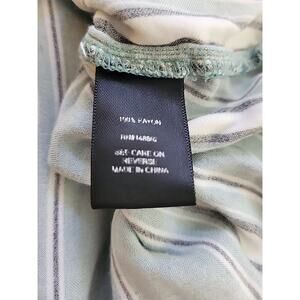 100% RAYON
SEE CARE ON
REVERSE
MADE IN CHINA